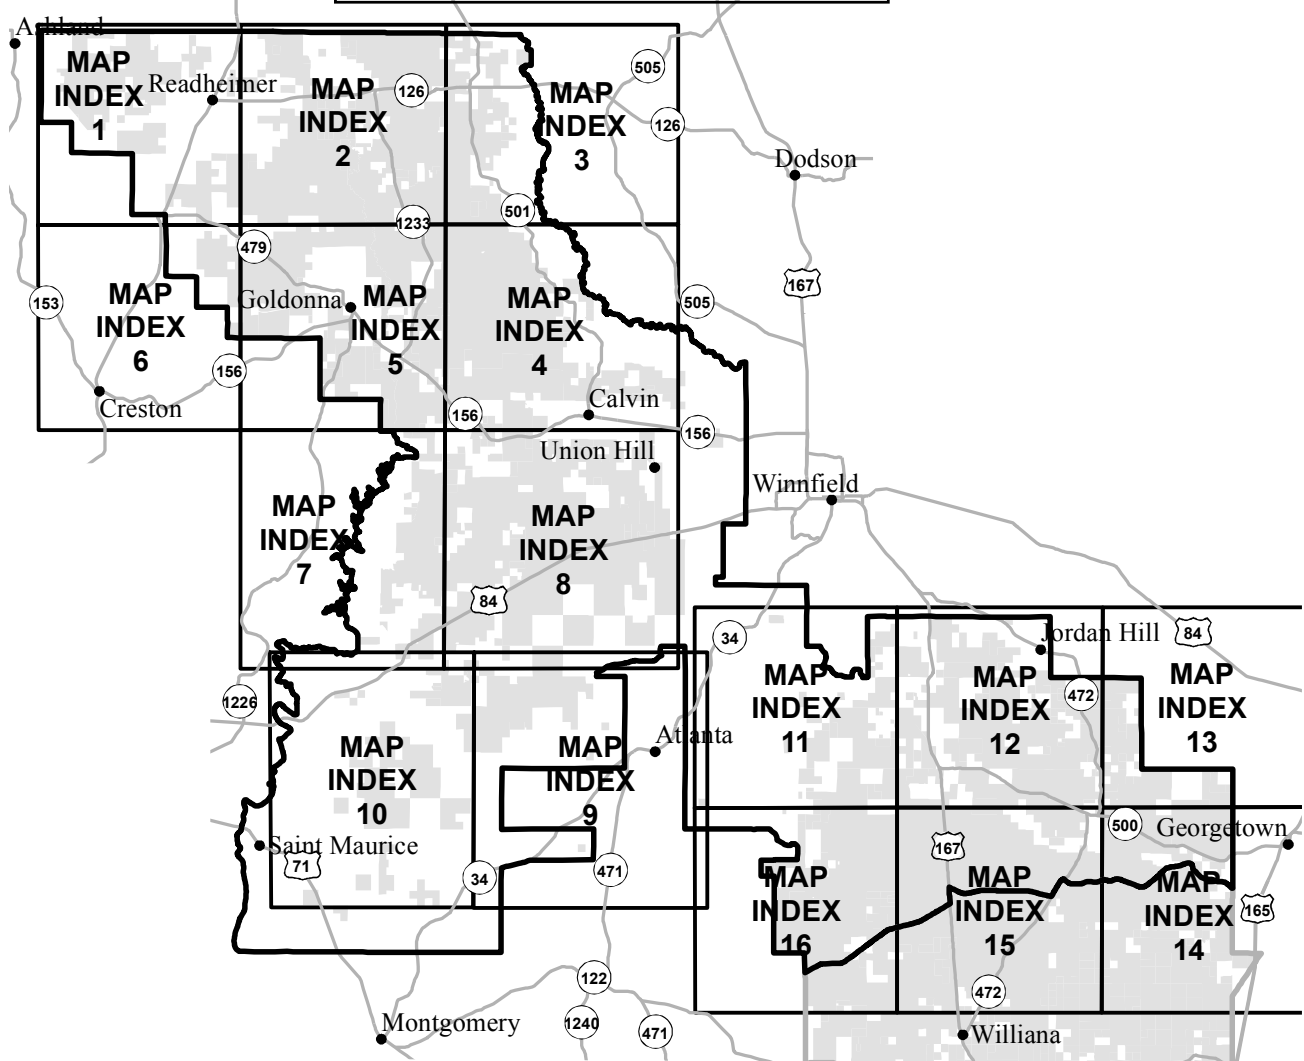 Ashland
MAP
INDEX
1
Readheimer
MAP
INDEX
2
126
505
MAP
INDEX
3
126
Dodson
501
1233
479
153
MAP
INDEX
6
Goldonna
MAP
INDEX
5
MAP
INDEX
4
505
167
156
Creston
156
Calvin
156
Union Hill
Winnfield
MAP
INDEX
7
MAP
INDEX
8
84
34
Jordan Hill
84
1226
MAP
INDEX
10
MAP
INDEX
9
Atlanta
MAP
INDEX
11
MAP
INDEX
12
472
MAP
INDEX
13
Saint Maurice
71
34
471
167
500
Georgetown
MAP
INDEX
16
MAP
INDEX
15
MAP
INDEX
14
165
122
472
Montgomery
1240
471
Williana